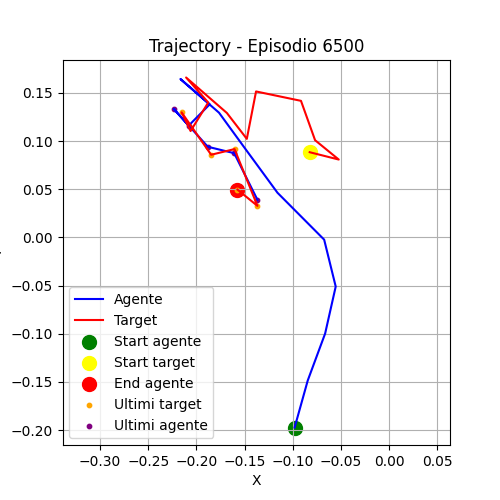 Trajectory - Episodio 6500
0.15
0.10
0.05
0.00
−0.05
−0.10
−0.15
−0.20
Agente
Target
Start agente
Start target
End agente
Ultimi target
Ultimi agente
−0.30 −0.25 −0.20 −0.15 −0.10 −0.05 0.00 0.05
X